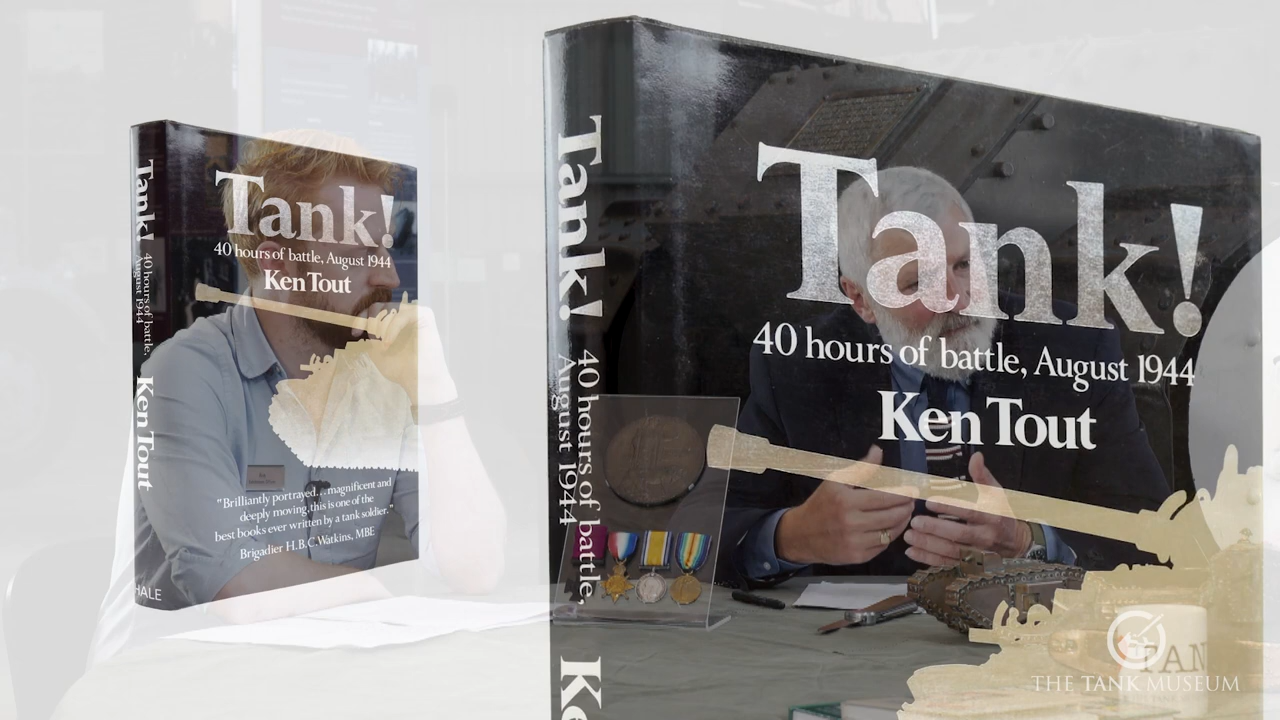 Tank!
40 hours of battle,
August 1944
Ken Tout
HALE
Tank!
40 hours of battle, August 1944
Ken Tout
"Brilliantly portrayed... magnificent and
deeply moving, this is one of the
best books ever written by a tank soldier."
Brigadier H.B.C. Watkins, MBE
Tank!
40 hours of battle,
August 1944
Ke
Tank!
40 hours of battle, August 1944
Ken Tout
TAN
THE TANK MUSEUM